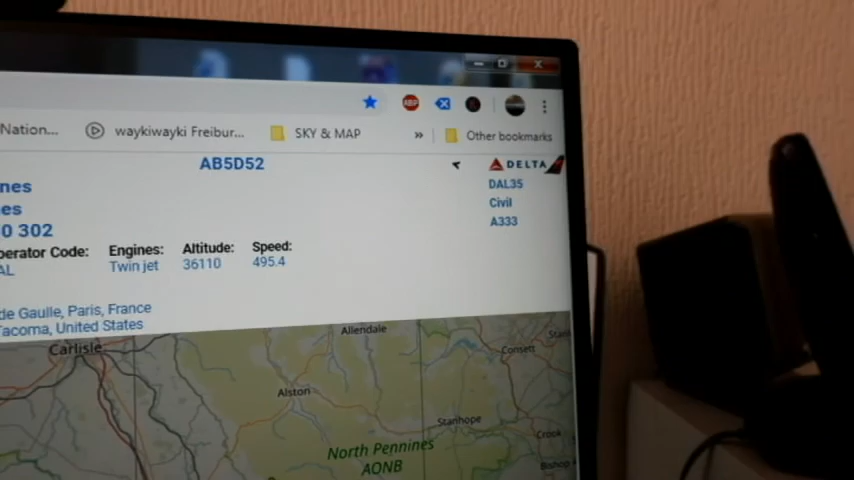 ABP
Nation... waykiwayki Freibur... SKY & MAP » Other bookmarks
AB5D52
DELTA
nes
DAL35
es
Civil
0 302
A333
perator Code: Engines: Altitude: Speed:
AL Twin jet 36110 495.4
de Gaulle, Paris, France
Tacoma, United States
Carlisle
Allendale
Consett
Alston
Stanhope
Crook
North Pennines
AONB
Bishop